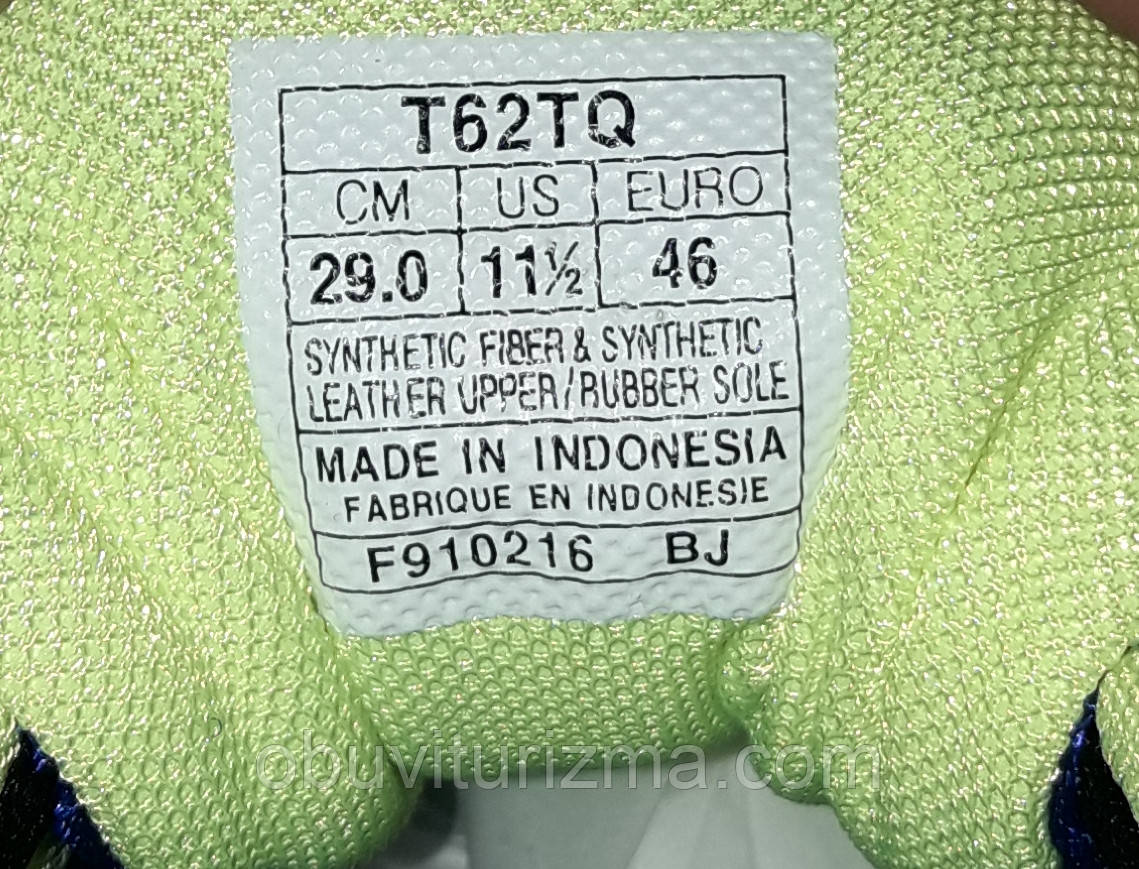 T62TQ
CM US EURO
29.0 11½ 46
SYNTHETIC FIBER & SYNTHETIC
LEATHER UPPER/RUBBER SOLE
MADE IN INDONESIA
FABRIQUE EN INDONESIE
F910216 BJ
obuviturizma.com